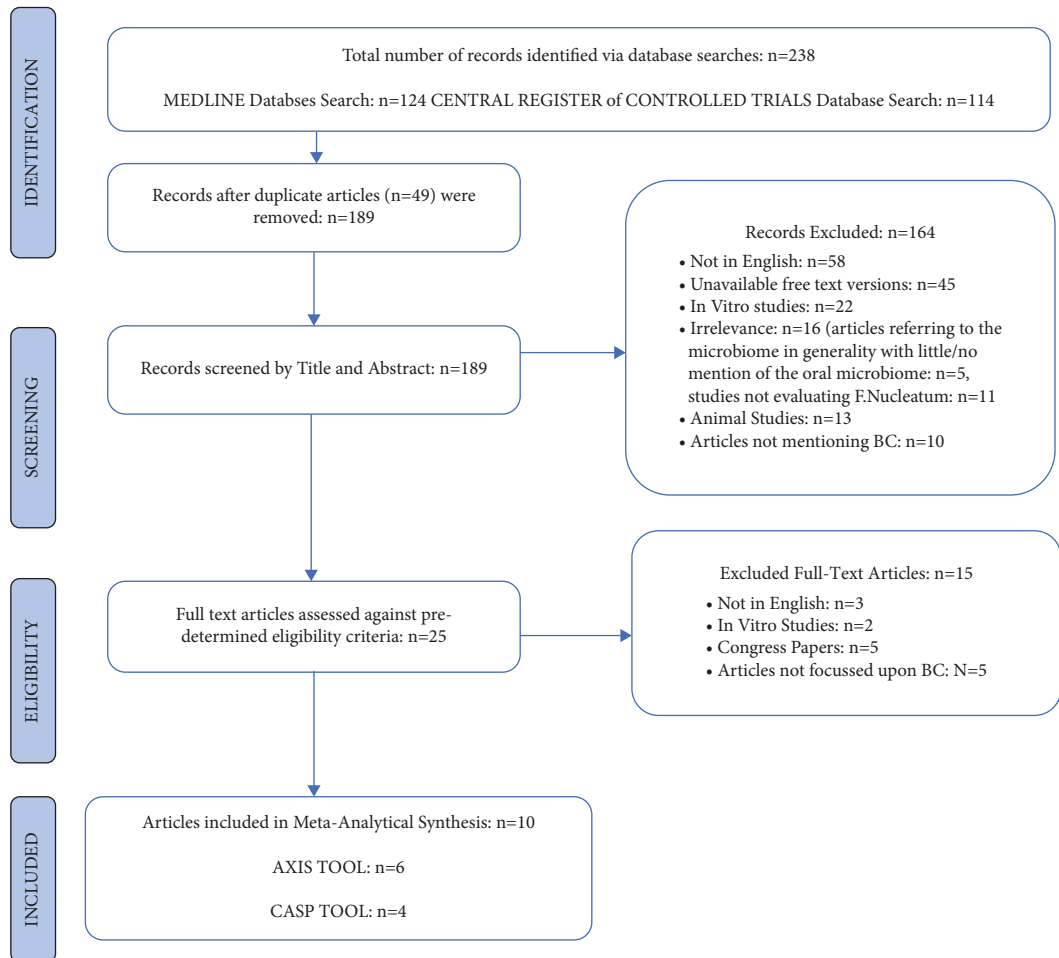 IDENTIFICATION
Total number of records identified via database searches: n=238
MEDLINE Databses Search: n=124 CENTRAL REGISTER of CONTROLLED TRIALS Database Search: n=114
Records after duplicate articles (n=49) were
removed: n=189
Records Excluded: n=164
• Not in English: n=58
• Unavailable free text versions: n=45
• In Vitro studies: n=22
• Irrelevance: n=16 (articles referring to the
microbiome in generality with little/no
mention of the oral microbiome: n=5,
studies not evaluating F.Nucleatum: n=11
• Animal Studies: n=13
• Articles not mentioning BC: n=10
SCREENING
Records screened by Title and Abstract: n=189
ELIGIBILITY
Full text articles assessed against pre-
determined eligibility criteria: n=25
Excluded Full-Text Articles: n=15
• Not in English: n=3
• In Vitro Studies: n=2
• Congress Papers: n=5
• Articles not focussed upon BC: N=5
INCLUDED
Articles included in Meta-Analytical Synthesis: n=10
AXIS TOOL: n=6
CASP TOOL: n=4